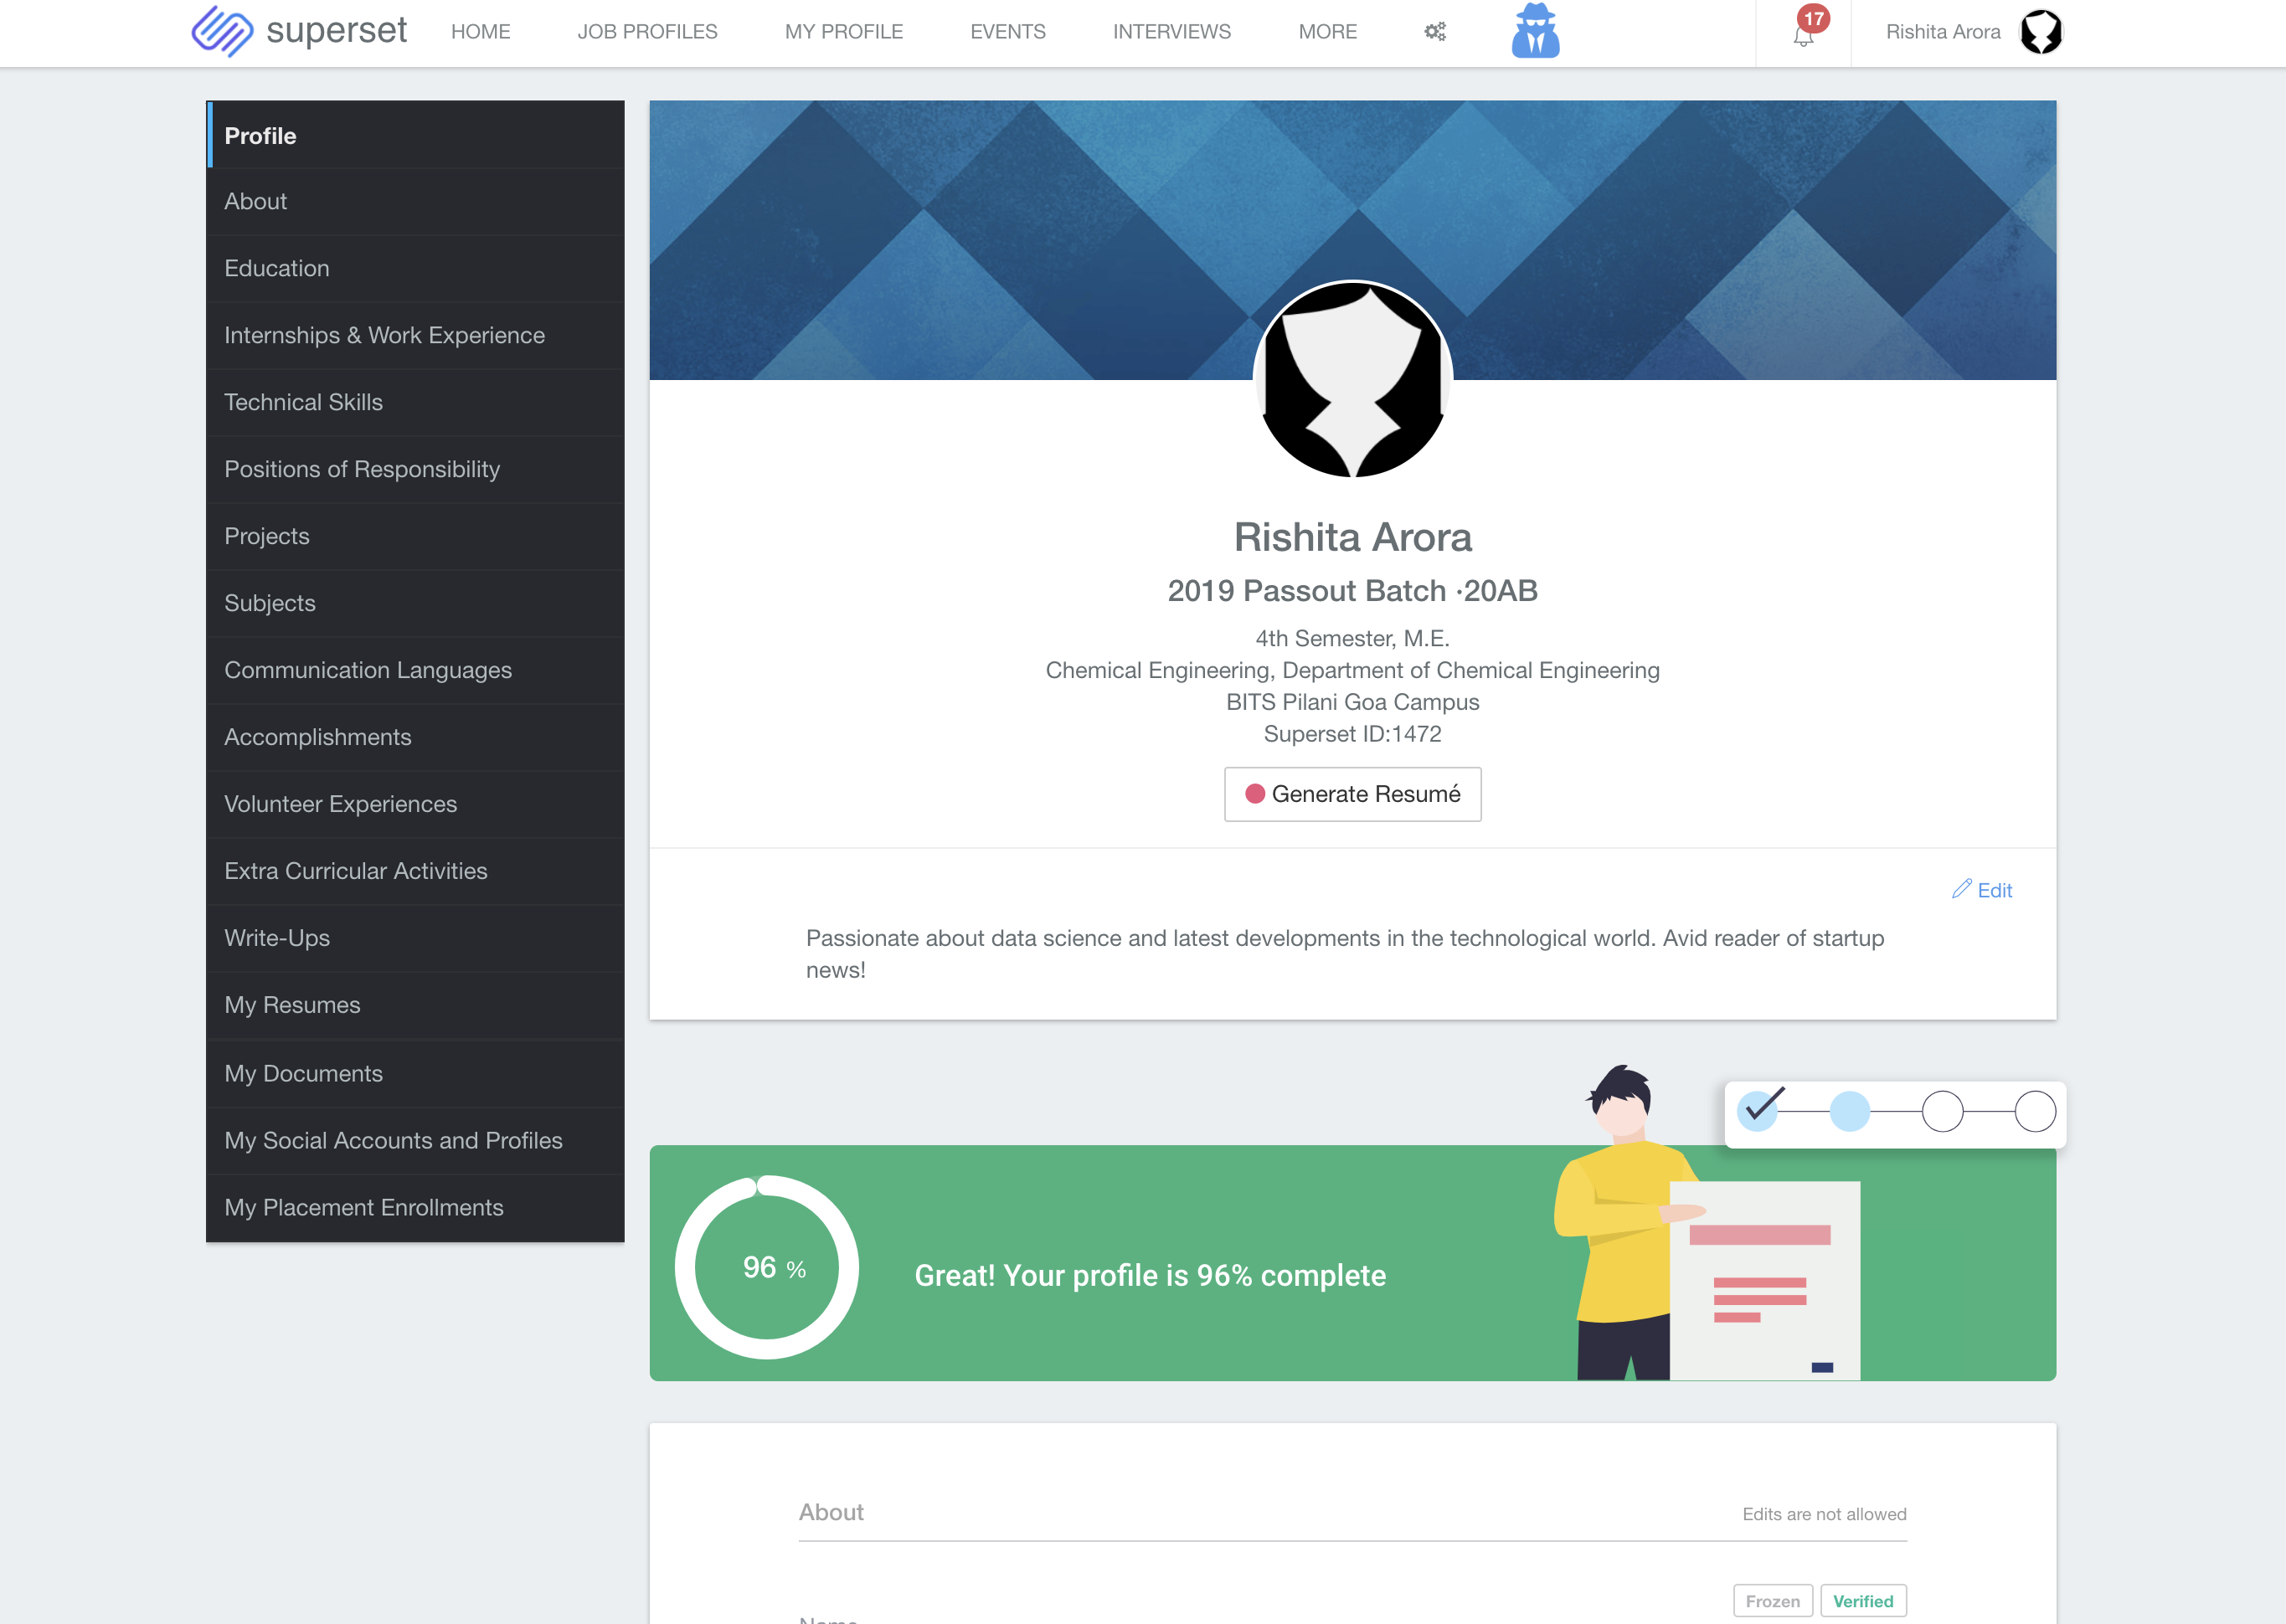 superset
HOME
JOB PROFILES
MY PROFILE
EVENTS
INTERVIEWS
MORE
17
Rishita Arora
Profile
About
Education
Internships & Work Experience
Technical Skills
Positions of Responsibility
Projects
Subjects
Communication Languages
Accomplishments
Volunteer Experiences
Extra Curricular Activities
Write-Ups
My Resumes
My Documents
My Social Accounts and Profiles
My Placement Enrollments
Rishita Arora
2019 Passout Batch ·20AB
4th Semester, M.E.
Chemical Engineering, Department of Chemical Engineering
BITS Pilani Goa Campus
Superset ID:1472
Generate Resumé
Edit
Passionate about data science and latest developments in the technological world. Avid reader of startup
news!
96 %
Great! Your profile is 96% complete
About
Edits are not allowed
Frozen
Verified